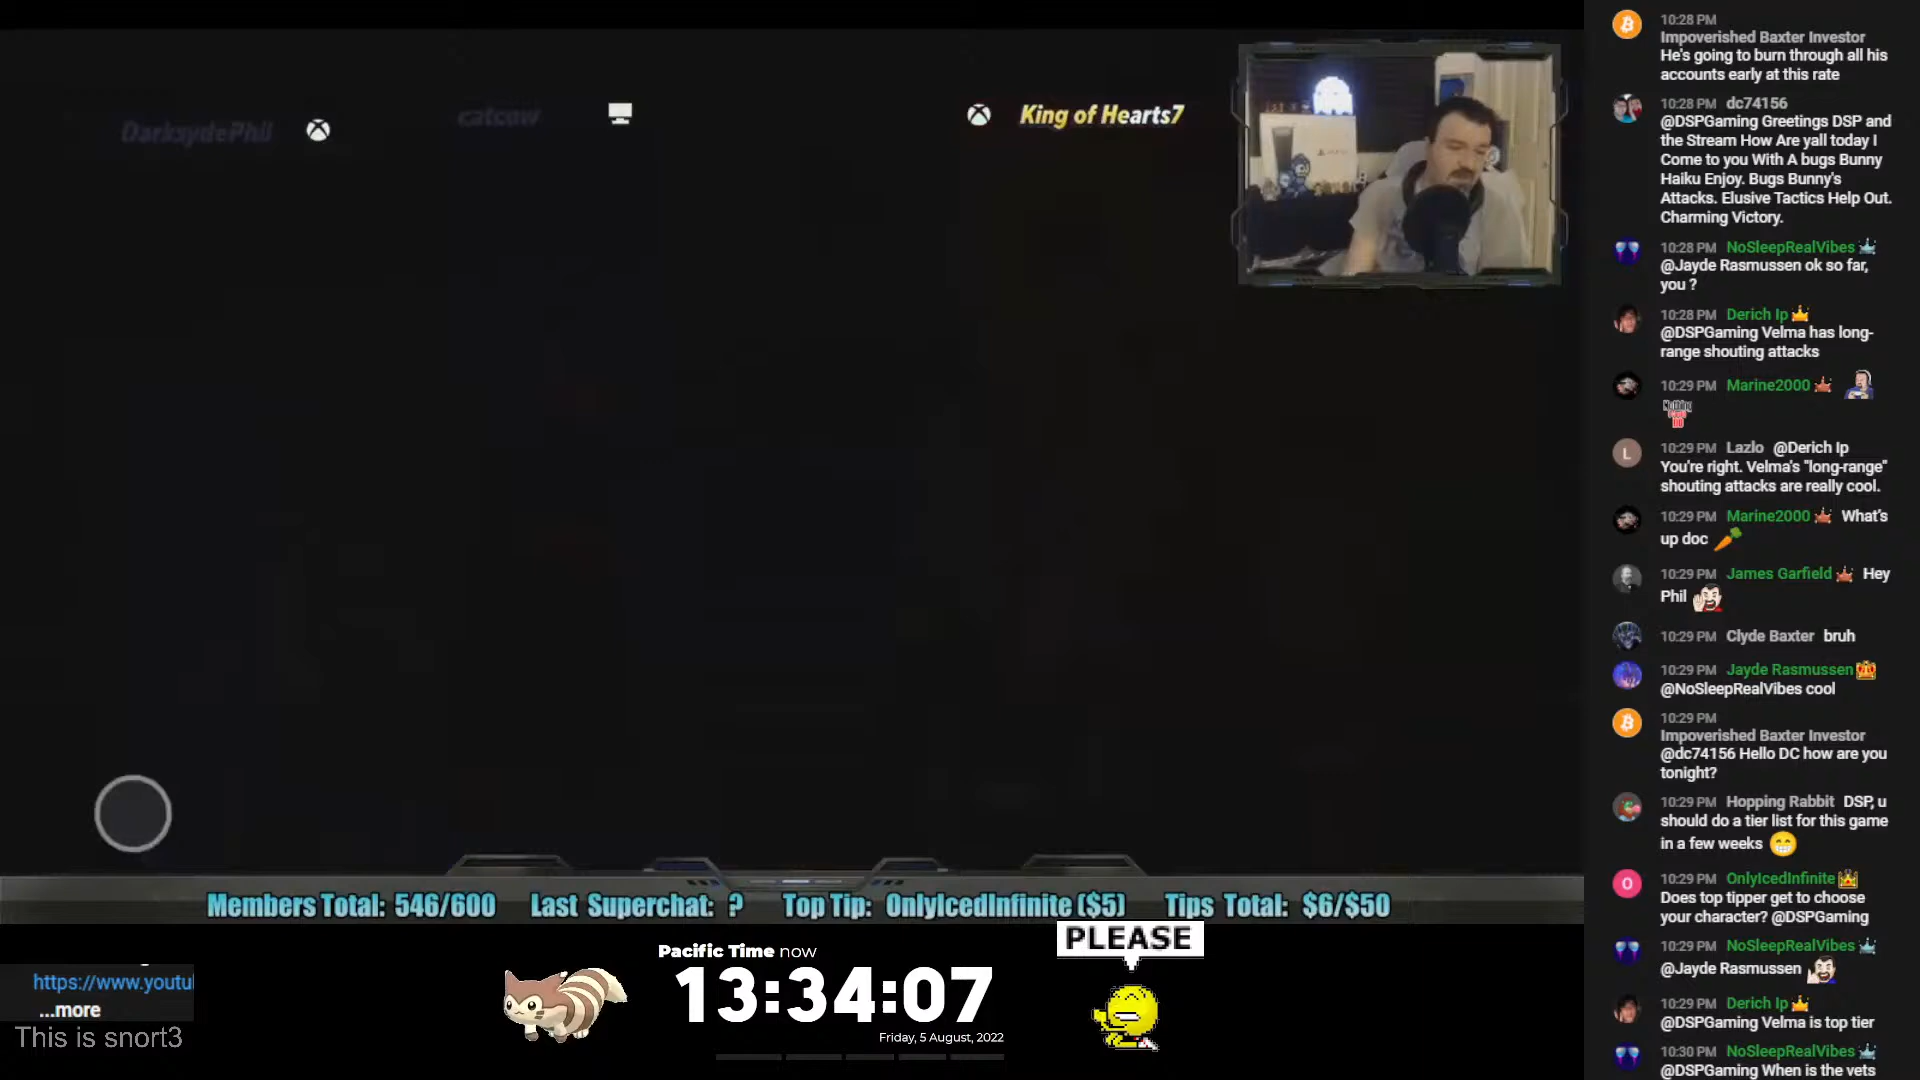 DarksydePhil
catcow
King of Hearts7
Members Total: 546/600
Last Superchat: ?
Top Tip: OnlyIcedInfinite ($5)
Tips Total: $6/$50
PLEASE
Pacific Time now
13:34:07
Friday, 5 August, 2022
https://www.youtu
...more
This is snort3
10:28 PM
Impoverished Baxter Investor
He's going to burn through all his
accounts early at this rate
10:28 PM dc74156
@DSPGaming Greetings DSP and
the Stream How Are yall today I
Come to you With A bugs Bunny
Haiku Enjoy. Bugs Bunny's
Attacks. Elusive Tactics Help Out.
Charming Victory.
10:28 PM NoSleepRealVibes
@Jayde Rasmussen ok so far,
you ?
10:28 PM Derich Ip
@DSPGaming Velma has long-
range shouting attacks
10:29 PM Marine2000
10:29 PM Lazlo @Derich Ip
You're right. Velma's "long-range"
shouting attacks are really cool.
10:29 PM Marine2000 What's
up doc
10:29 PM James Garfield Hey
Phil
10:29 PM Clyde Baxter bruh
10:29 PM Jayde Rasmussen
@NoSleepRealVibes cool
10:29 PM
Impoverished Baxter Investor
@dc74156 Hello DC how are you
tonight?
10:29 PM Hopping Rabbit DSP, u
should do a tier list for this game
in a few weeks
10:29 PM OnlyIcedInfinite
Does top tipper get to choose
your character? @DSPGaming
10:29 PM NoSleepRealVibes
@Jayde Rasmussen
10:29 PM Derich Ip
@DSPGaming Velma is top tier
10:30 PM NoSleepRealVibes
@DSPGaming When is the vets